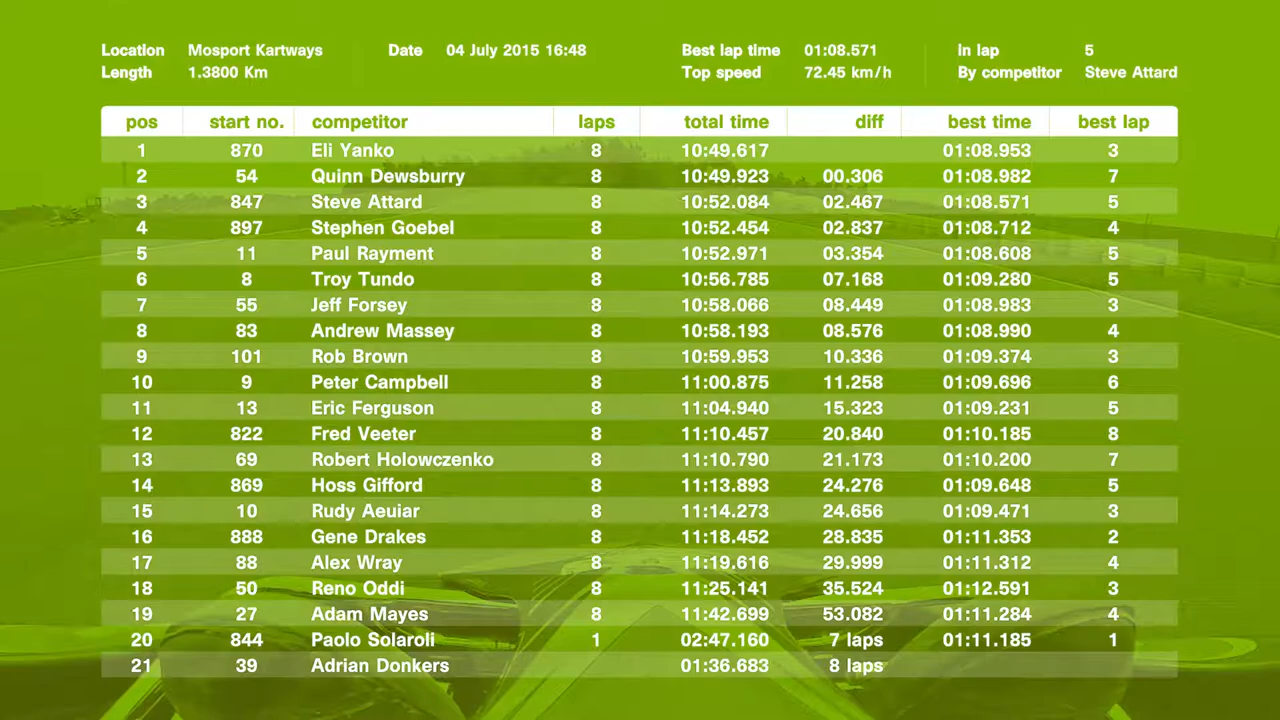 Location Mosport Kartways Date 04 July 2015 16:48 Best lap time 01:08.571 In lap 5
Length 1.3800 Km Top speed 72.45 km/h By competitor Steve Attard
pos start no. competitor laps total time diff best time best lap
1 870 Eli Yanko 8 10:49.617 01:08.953 3
2 54 Quinn Dewsburry 8 10:49.923 00.306 01:08.982 7
3 847 Steve Attard 8 10:52.084 02.467 01:08.571 5
4 897 Stephen Goebel 8 10:52.454 02.837 01:08.712 4
5 11 Paul Rayment 8 10:52.971 03.354 01:08.608 5
6 8 Troy Tundo 8 10:56.785 07.168 01:09.280 5
7 55 Jeff Forsey 8 10:58.066 08.449 01:08.983 3
8 83 Andrew Massey 8 10:58.193 08.576 01:08.990 4
9 101 Rob Brown 8 10:59.953 10.336 01:09.374 3
10 9 Peter Campbell 8 11:00.875 11.258 01:09.696 6
11 13 Eric Ferguson 8 11:04.940 15.323 01:09.231 5
12 822 Fred Veeter 8 11:10.457 20.840 01:10.185 8
13 69 Robert Holowczenko 8 11:10.790 21.173 01:10.200 7
14 869 Hoss Gifford 8 11:13.893 24.276 01:09.648 5
15 10 Rudy Aeuiar 8 11:14.273 24.656 01:09.471 3
16 888 Gene Drakes 8 11:18.452 28.835 01:11.353 2
17 88 Alex Wray 8 11:19.616 29.999 01:11.312 4
18 50 Reno Oddi 8 11:25.141 35.524 01:12.591 3
19 27 Adam Mayes 8 11:42.699 53.082 01:11.284 4
20 844 Paolo Solaroli 1 02:47.160 7 laps 01:11.185 1
21 39 Adrian Donkers 01:36.683 8 laps